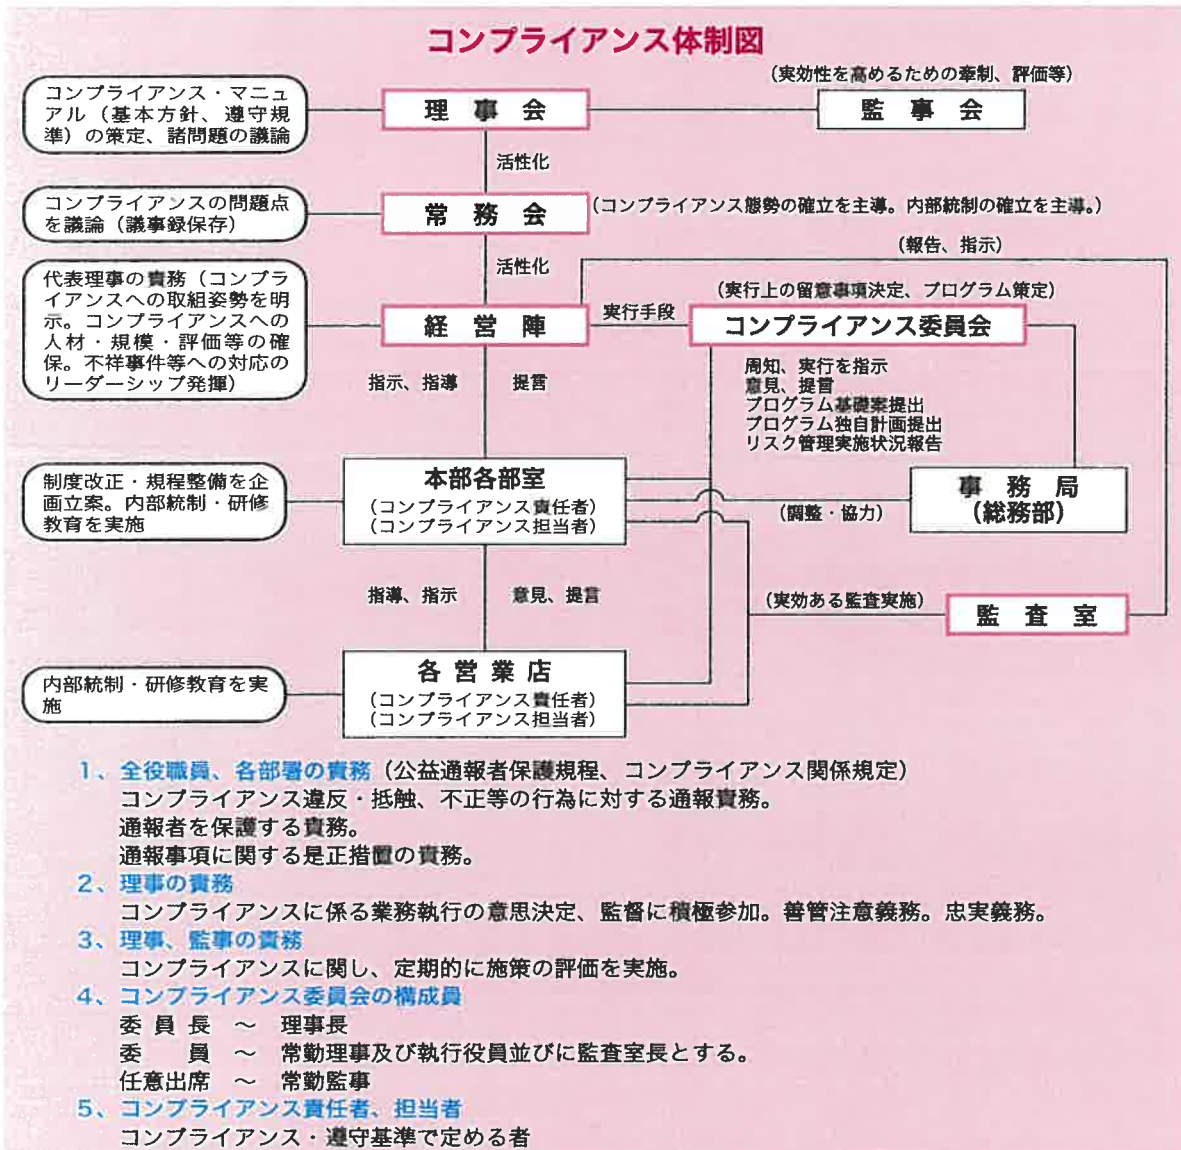 コンプライアンス体制図
(実効性を高めるための牽制、評価等)
コンプライアンス・マニュ
アル(基本方針、遵守規
準)の策定、諸問題の議論
理事会
監事会
活性化
コンプライアンスの問題点
を議論(議事録保存)
常務会
(コンプライアンス態勢の確立を主導。内部統制の確立を主導。)
(報告、指示)
活性化
代表理事の責務(コンプラ
イアンスへの取組姿勢を明
示。コンプライアンスへの
人材・規模・評価等の確
保。不祥事件等への対応の
リーダーシップ発揮)
(実行上の留意事項決定、プログラム策定)
経営陣
実行手段
コンプライアンス委員会
指示、指導
提言
周知、実行を指示
意見、提言
プログラム基礎案提出
プログラム独自計画提出
リスク管理実施状況報告
制度改正・規程整備を企
画立案。内部統制・研修
教育を実施
本部各部室
(コンプライアンス責任者)
(コンプライアンス担当者)
(調整・協力)
事務局
(総務部)
指導、指示
意見、提言
(実効ある監査実施)
監査室
内部統制・研修教育を実
施
各営業店
(コンプライアンス責任者)
(コンプライアンス担当者)
1、全役職員、各部署の責務(公益通報者保護規程、コンプライアンス関係規定)
コンプライアンス違反・抵触、不正等の行為に対する通報責務。
通報者を保護する責務。
通報事項に関する是正措置の責務。
2、理事の責務
コンプライアンスに係る業務執行の意思決定、監督に積極参加。善管注意義務。忠実義務。
3、理事、監事の責務
コンプライアンスに関し、定期的に施策の評価を実施。
4、コンプライアンス委員会の構成員
委員長 ~ 理事長
委員 ~ 常勤理事及び執行役員並びに監査室長とする。
任意出席 ~ 常勤監事
5、コンプライアンス責任者、担当者
コンプライアンス・遵守基準で定める者